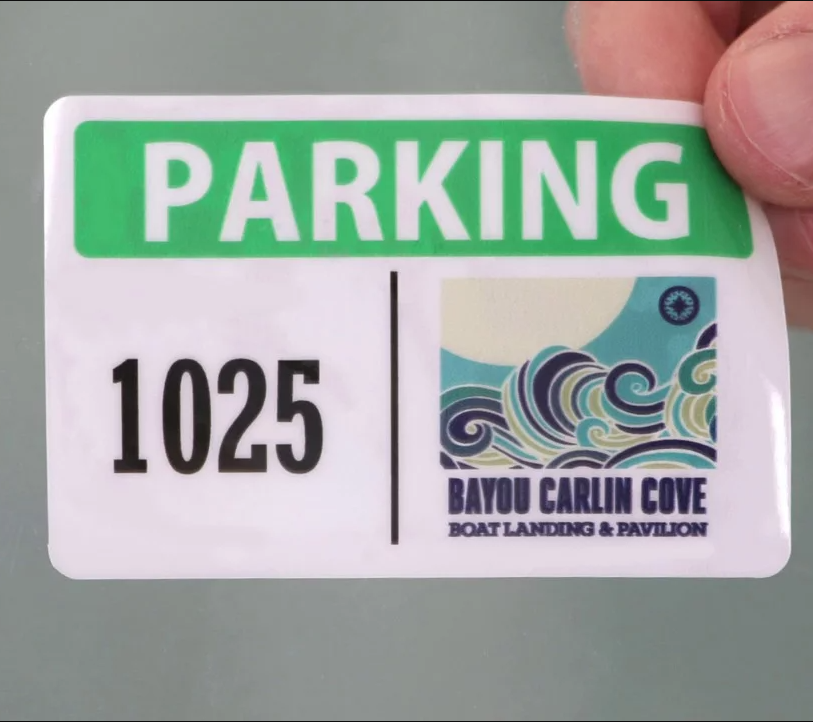 PARKING
1025
BAYOU CARLIN COVE
BOAT LANDING & PAVILION